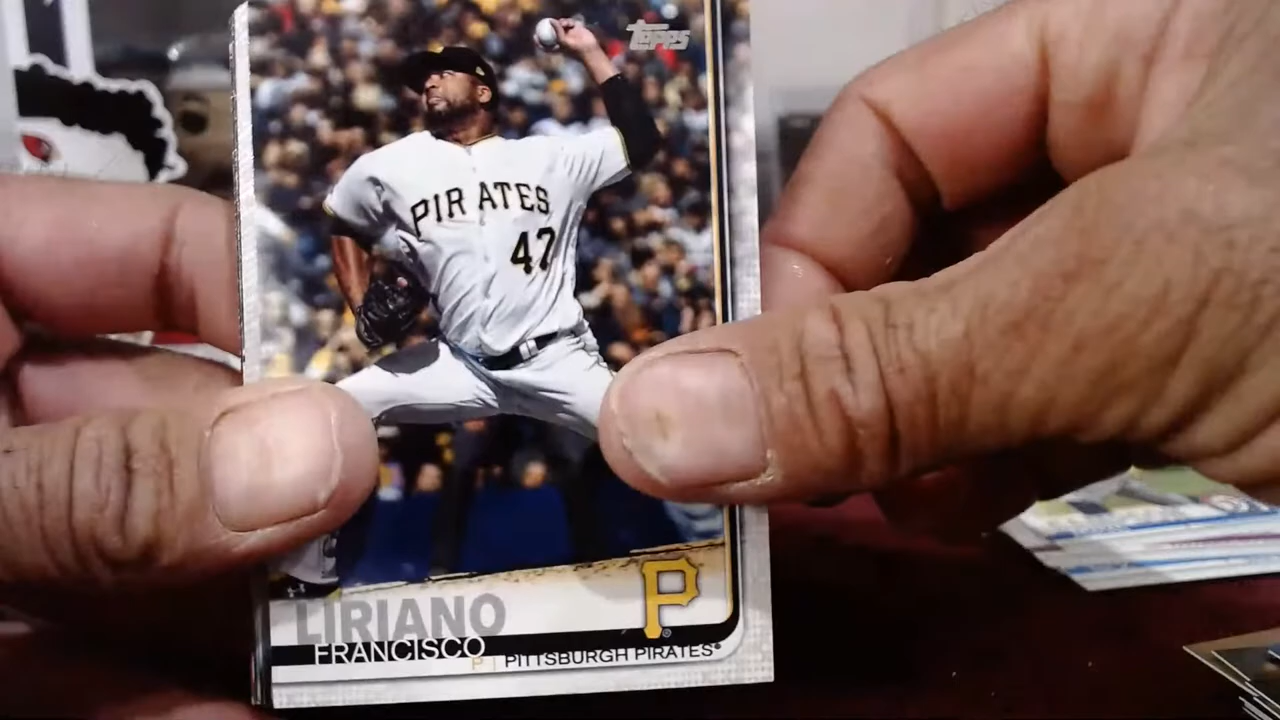 Topps
PIRATES
47
P
LIRIANO
FRANCISCO
P | PITTSBURGH PIRATES®